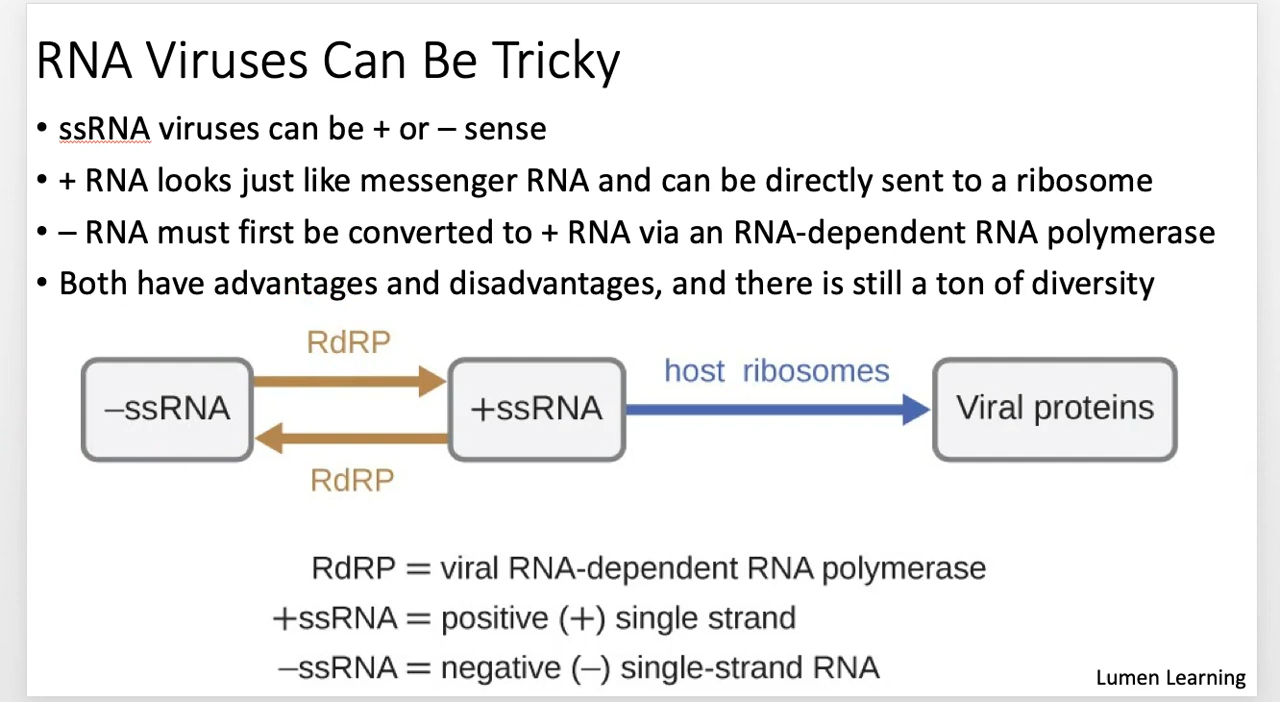 RNA Viruses Can Be Tricky
• ssRNA viruses can be + or – sense
• + RNA looks just like messenger RNA and can be directly sent to a ribosome
• – RNA must first be converted to + RNA via an RNA-dependent RNA polymerase
• Both have advantages and disadvantages, and there is still a ton of diversity
RdRP
host ribosomes
–ssRNA
+ssRNA
Viral proteins
RdRP
RdRP = viral RNA-dependent RNA polymerase
+ssRNA = positive (+) single strand
–ssRNA = negative (–) single-strand RNA
Lumen Learning